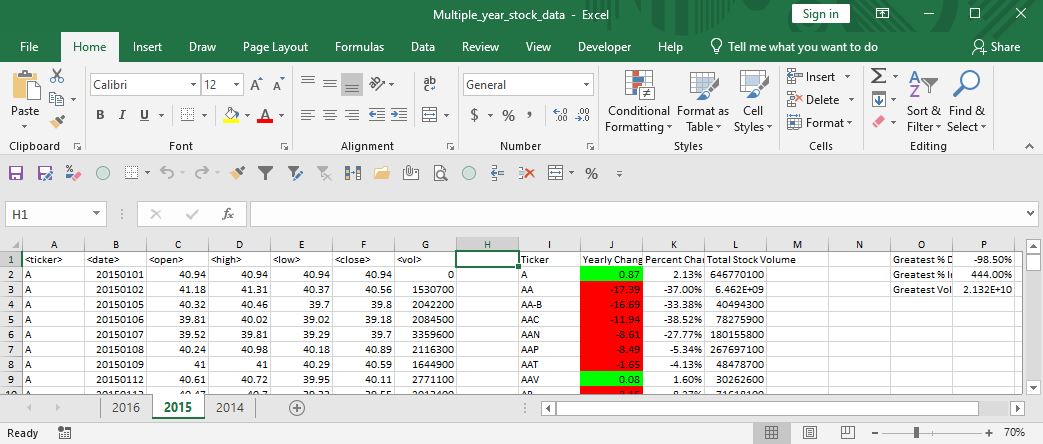 Multiple_year_stock_data - Excel
Sign in
File Home Insert Draw Page Layout Formulas Data Review View Developer Help Tell me what you want to do Share
Paste
Clipboard
Calibri 12 A A
B I U A
Font
ab
Alignment
General
$ % , .00
Number
Conditional Formatting
Format as Table
Cell Styles
Styles
Insert
Delete
Format
Cells
Sort & Filter
Find & Select
Editing
H1 fx
A B C D E F G H I J K L M N O P
1 <ticker> <date> <open> <high> <low> <close> <vol> Ticker Yearly Chang Percent Cha Total Stock Volume Greatest % D -98.50%
2 A 20150101 40.94 40.94 40.94 40.94 0 A 0.87 2.13% 646770100 Greatest % I 444.00%
3 A 20150102 41.18 41.31 40.37 40.56 1530700 AA -17.39 -37.00% 6.462E+09 Greatest Vol 2.132E+10
4 A 20150105 40.32 40.46 39.7 39.8 2042200 AA-B -16.69 -33.38% 40494300
5 A 20150106 39.81 40.02 39.02 39.18 2084500 AAC -11.94 -38.52% 78275900
6 A 20150107 39.52 39.81 39.29 39.7 3359600 AAN -8.61 -27.77% 180155800
7 A 20150108 40.24 40.98 40.18 40.89 2116300 AAP -8.49 -5.34% 267697100
8 A 20150109 41 41 40.29 40.59 1644900 AAT -1.65 -4.13% 48478700
9 A 20150112 40.61 40.72 39.95 40.11 2771100 AAV 0.08 1.60% 30262600
2016 2015 2014
Ready 70%